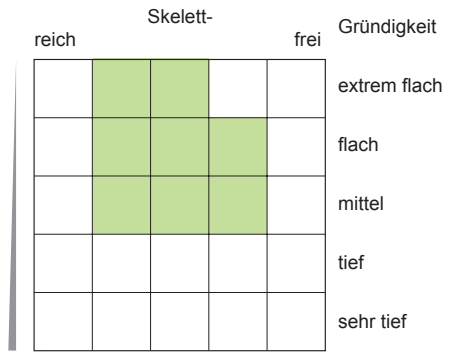 Skelett-
reich frei
Gründigkeit
extrem flach
flach
mittel
tief
sehr tief